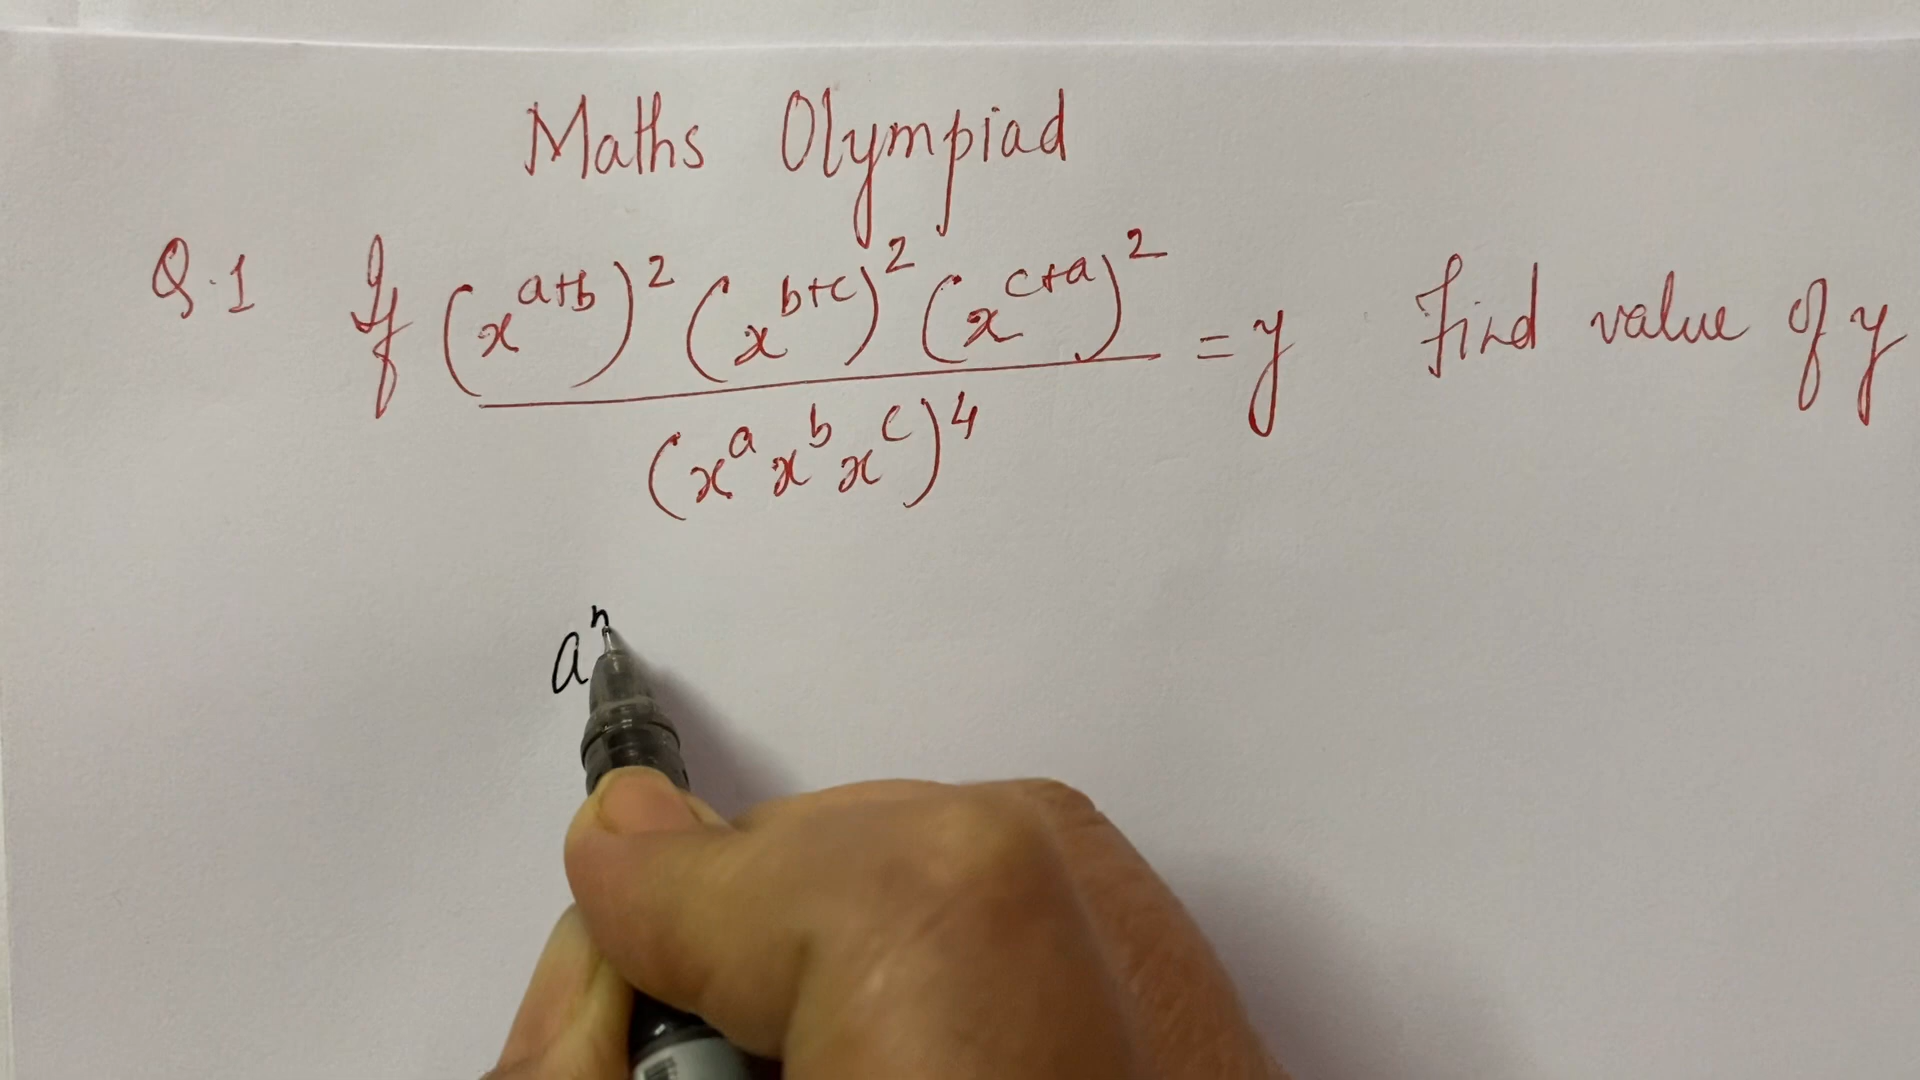 Maths Olympiad
Q.1 If (x^{a+b})^2 (x^{b+c})^2 (x^{c+a})^2 / (x^a x^b x^c)^4 = y Find value of y
a^n